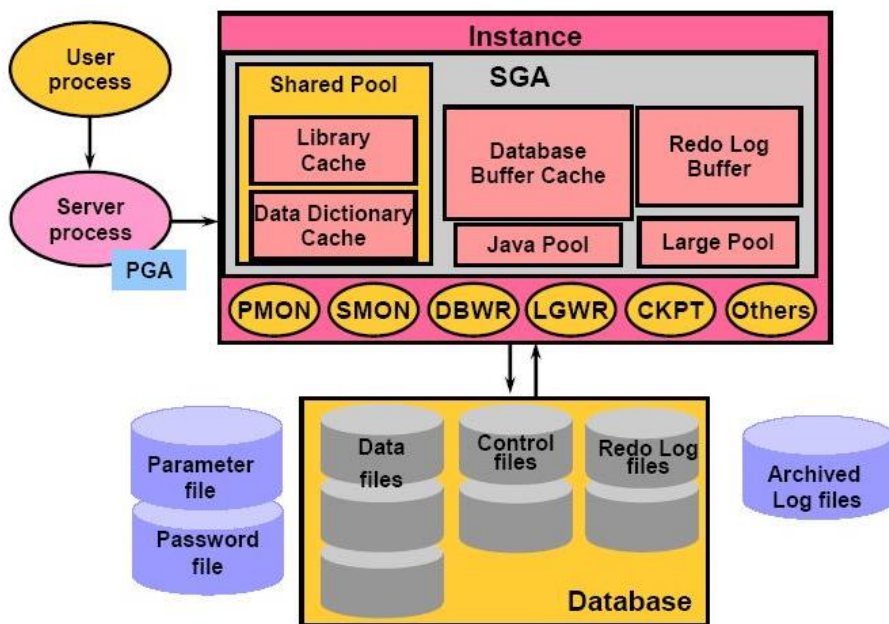 Instance
User
process
SGA
Shared Pool
Library
Cache
Database
Buffer Cache
Redo Log
Buffer
Server
process
Data Dictionary
Cache
Java Pool
Large Pool
PGA
PMON
SMON
DBWR
LGWR
CKPT
Others
Parameter
file
Password
file
Data
files
Control
files
Redo Log
files
Archived
Log files
Database